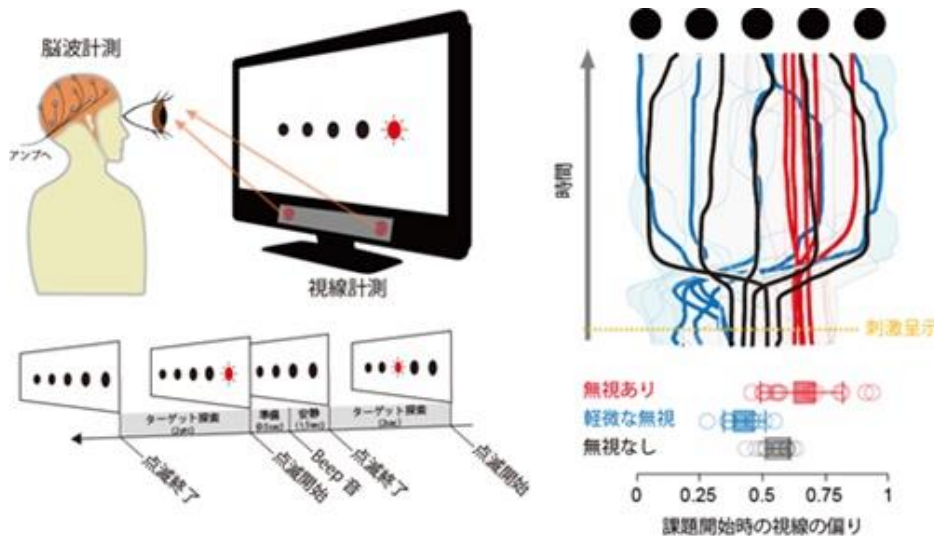 脳波計測
アンプへ
視線計測
ターゲット探索
(2sec)
準備
安静
ターゲット探索
(2sec)
点滅終了
点滅開始
Beep 音
点滅終了
点滅開始
時間
刺激呈示
無視あり
軽微な無視
無視なし
0 0.25 0.5 0.75 1
課題開始時の視線の偏り